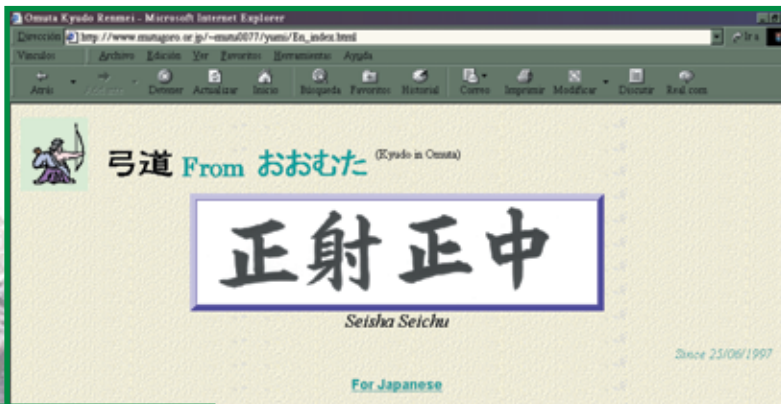 Omuta Kyudo Renmei - Microsoft Internet Explorer
Dirección http://www.mutagoro.or.jp/~muta0077/yumi/En_index.html Ir a
Vínculos Archivo Edición Ver Favoritos Herramientas Ayuda
Atrás Adelante Detener Actualizar Inicio Búsqueda Favoritos Historial Correo Imprimir Modificar Discutir Real.com
弓道 From おおむた (Kyudo in Omuta)
正射正中
Seisha Seichu
Since 25/06/1997
For Japanese